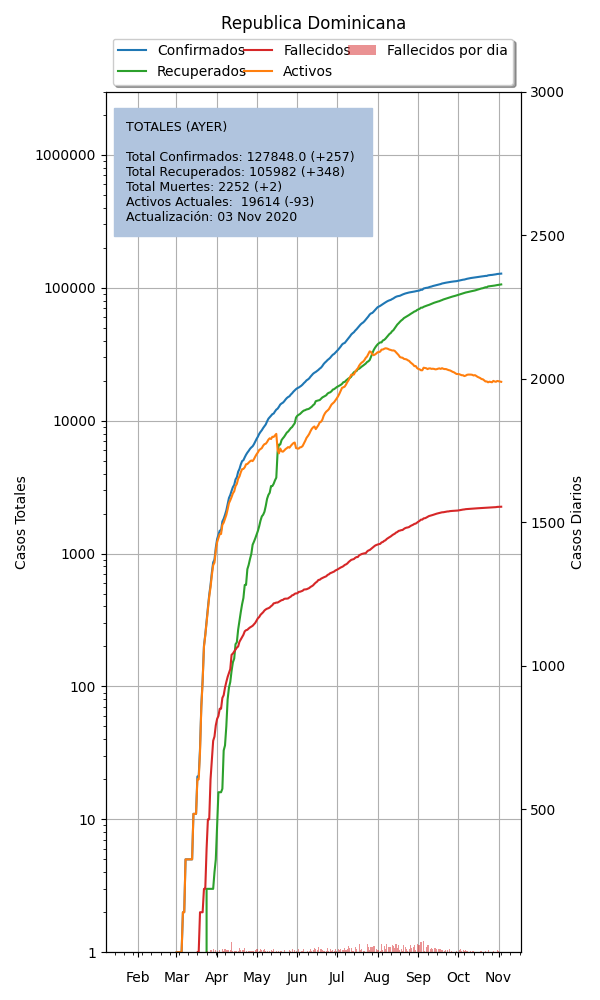 Republica Dominicana
Confirmados Fallecidos Fallecidos por dia
Recuperados Activos
TOTALES (AYER)
Total Confirmados: 127848.0 (+257)
Total Recuperados: 105982 (+348)
Total Muertes: 2252 (+2)
Activos Actuales:  19614 (-93)
Actualización: 03 Nov 2020
1000000
100000
10000
1000
100
10
1
Casos Totales
3000
2500
2000
1500
1000
500
Casos Diarios
Feb Mar Apr May Jun Jul Aug Sep Oct Nov